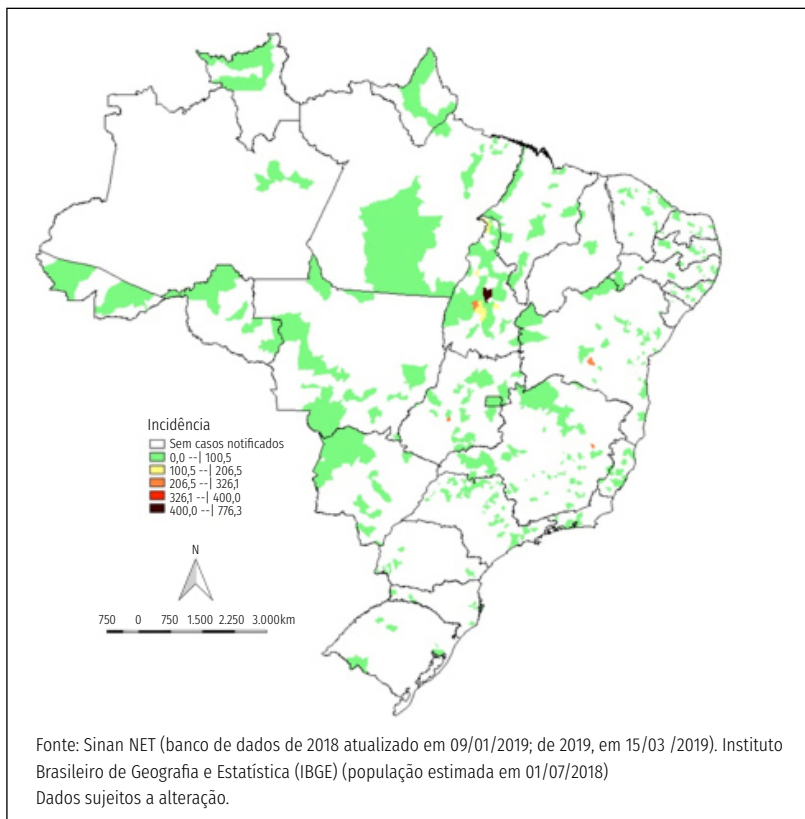 Incidência
Sem casos notificados
0,0 --| 100,5
100,5 --| 206,5
206,5 --| 326,1
326,1 --| 400,0
400,0 --| 776,3
N
750 0 750 1.500 2.250 3.000km
Fonte: Sinan NET (banco de dados de 2018 atualizado em 09/01/2019; de 2019, em 15/03 /2019). Instituto
Brasileiro de Geografia e Estatística (IBGE) (população estimada em 01/07/2018)
Dados sujeitos a alteração.